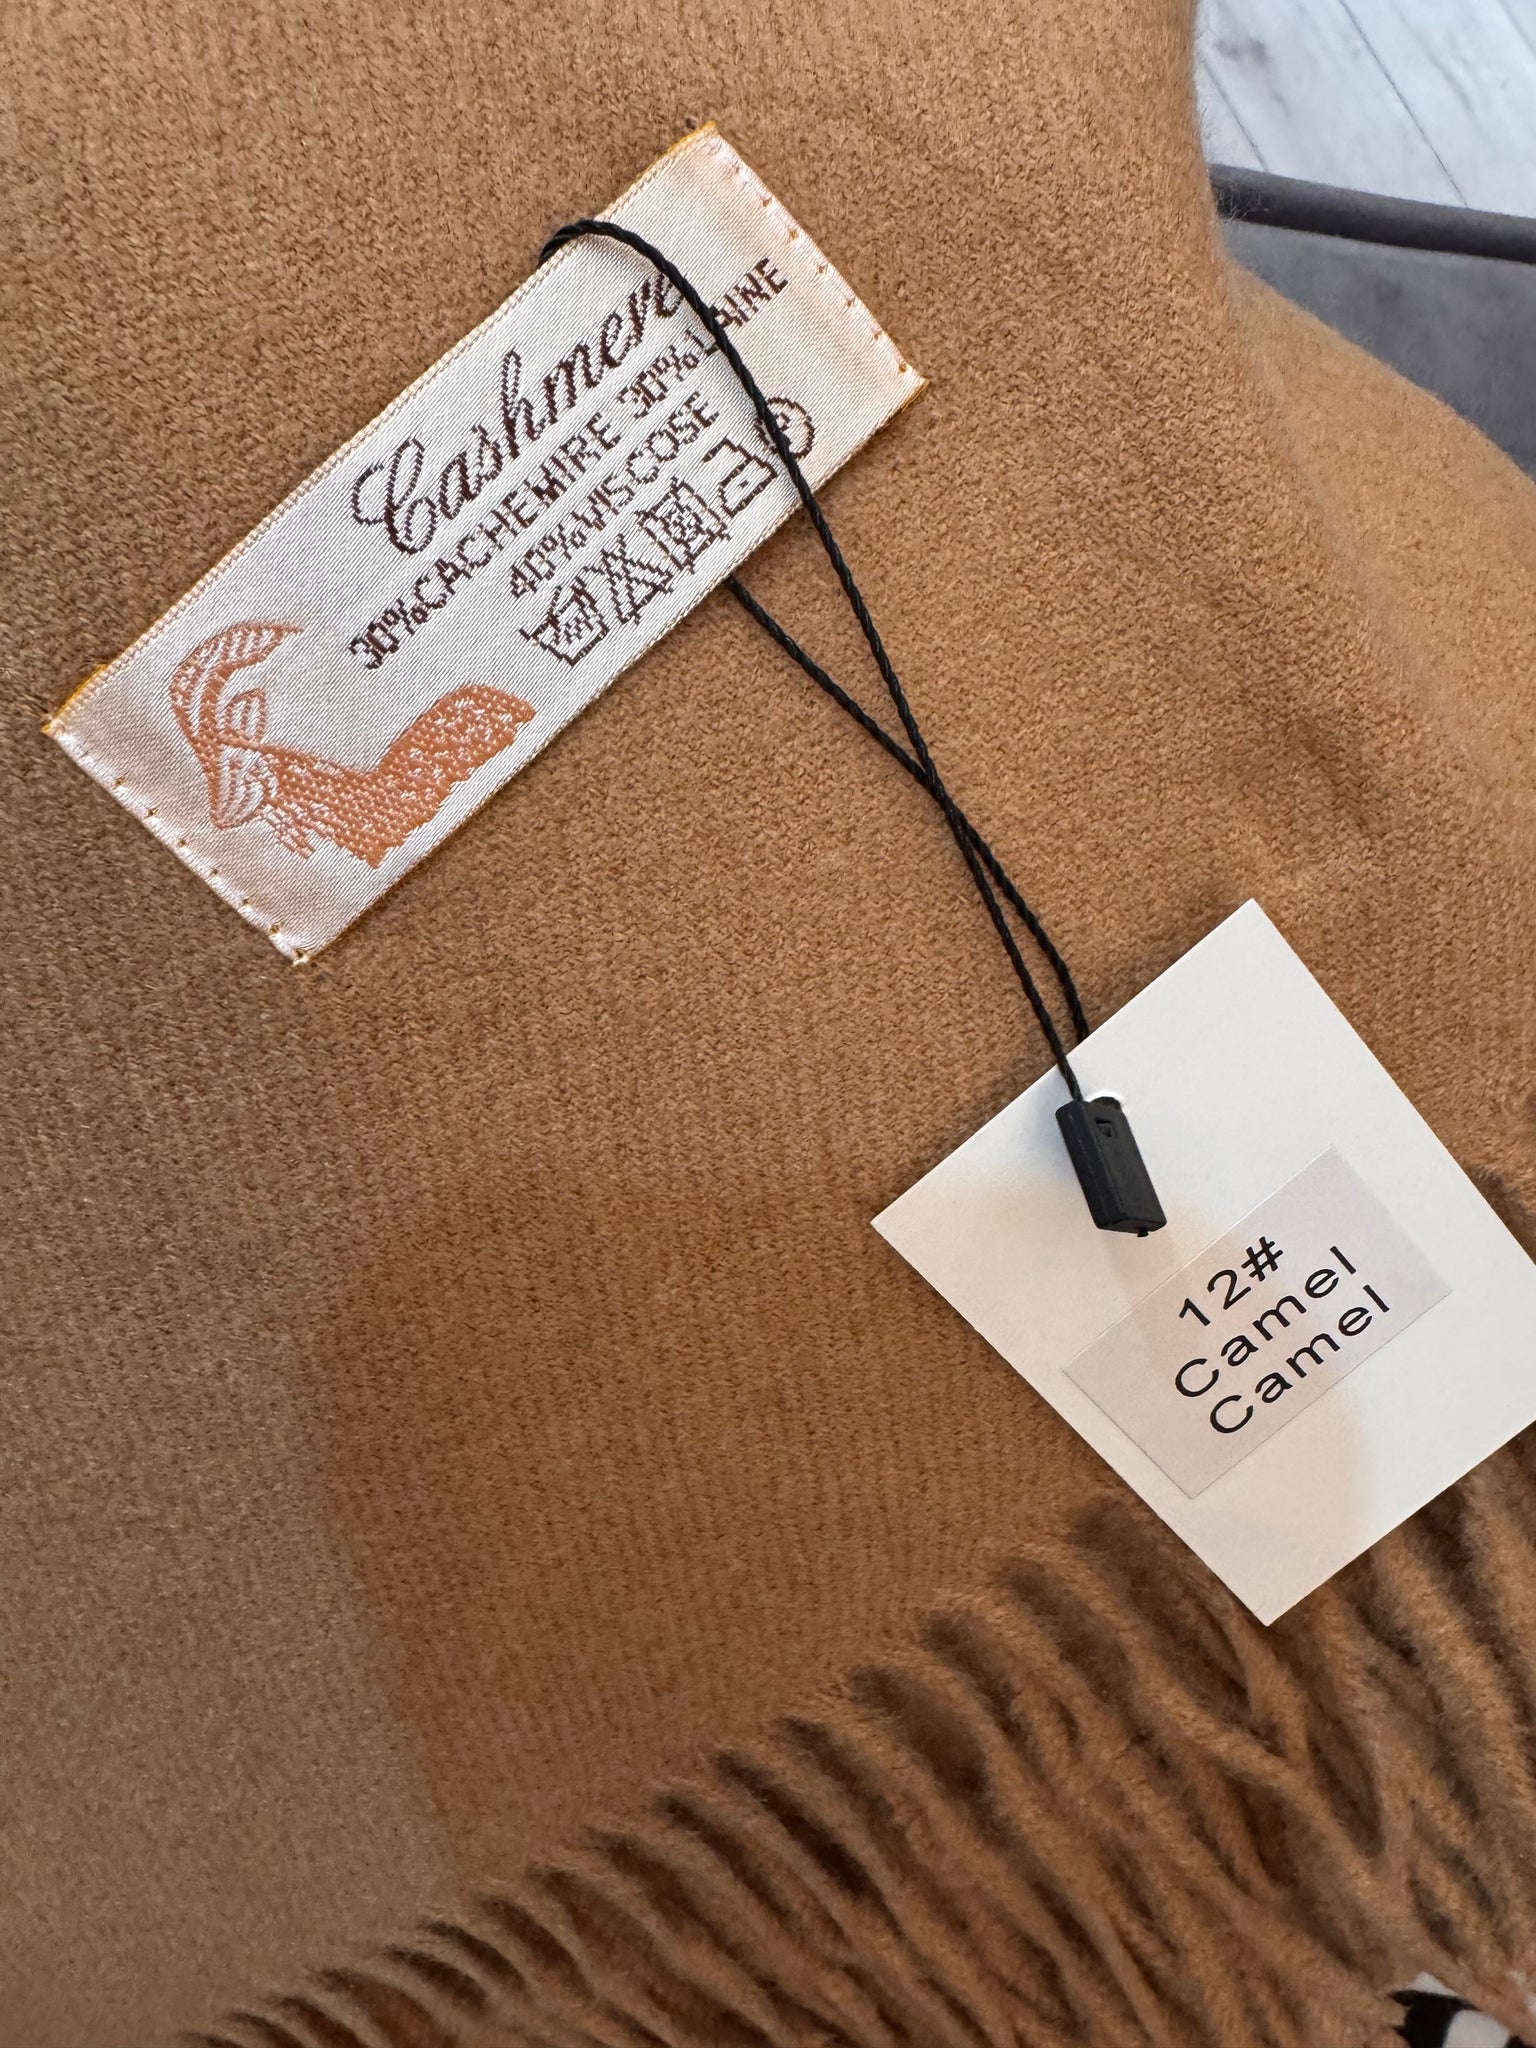 Cashmere
30%CACHEMIRE 30%LAINE
40%VISCOSE
P
12#
Camel
Camel